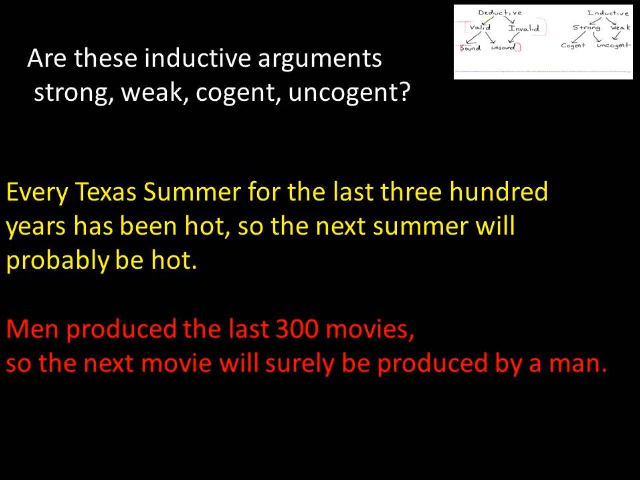 Deductive
Inductive
Valid
Invalid
Strong
Weak
Sound
unsound
Cogent
uncogent
Are these inductive arguments
strong, weak, cogent, uncogent?
Every Texas Summer for the last three hundred
years has been hot, so the next summer will
probably be hot.
Men produced the last 300 movies,
so the next movie will surely be produced by a man.